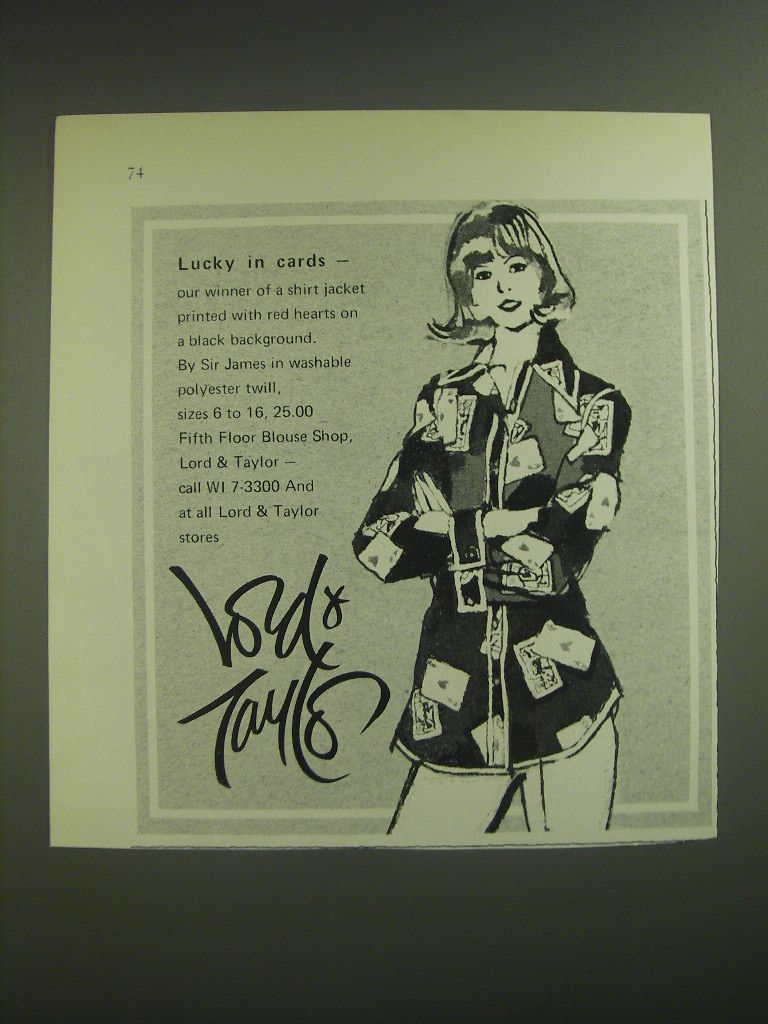 74
Lucky in cards —
our winner of a shirt jacket
printed with red hearts on
a black background.
By Sir James in washable
polyester twill,
sizes 6 to 16, 25.00
Fifth Floor Blouse Shop,
Lord & Taylor —
call WI 7-3300 And
at all Lord & Taylor
stores
Lord &
Taylor